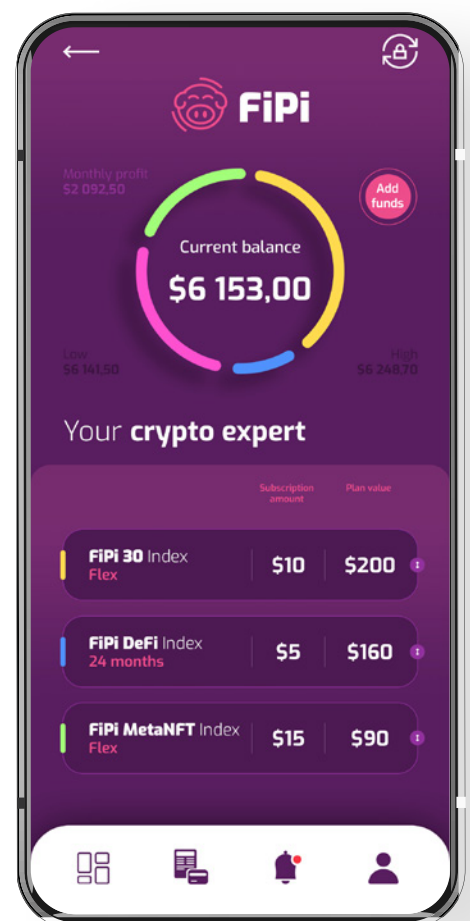 FiPi
Monthly profit
$2 092,50
Add
funds
Current balance
$6 153,00
Low
$6 141,50
High
$6 248,70
Your crypto expert
Subscription
amount
Plan value
FiPi 30 Index
Flex
$10
$200
FiPi DeFi Index
24 months
$5
$160
FiPi MetaNFT Index
Flex
$15
$90